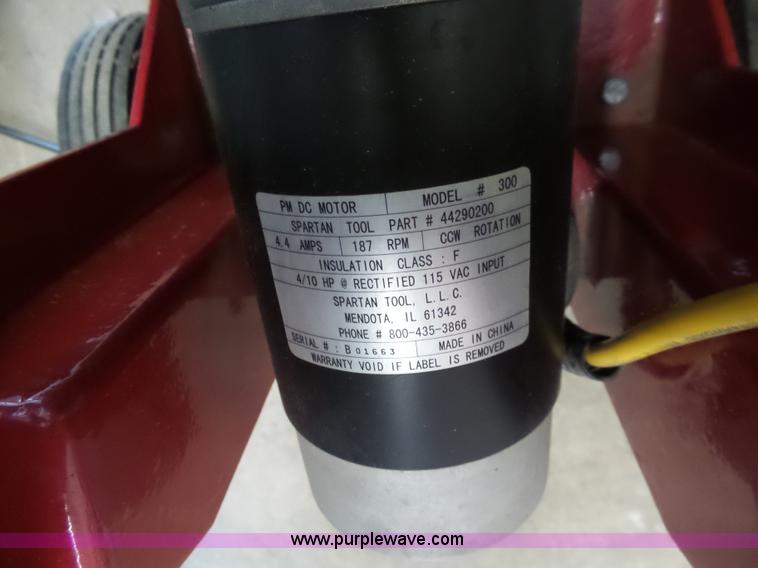 PM DC MOTOR MODEL # 300
SPARTAN TOOL PART # 44290200
4.4 AMPS 187 RPM CCW ROTATION
INSULATION CLASS : F
4/10 HP @ RECTIFIED 115 VAC INPUT
SPARTAN TOOL, L.L.C.
MENDOTA, IL 61342
PHONE # 800-435-3866
SERIAL # : B 01663 MADE IN CHINA
WARRANTY VOID IF LABEL IS REMOVED
www.purplewave.com